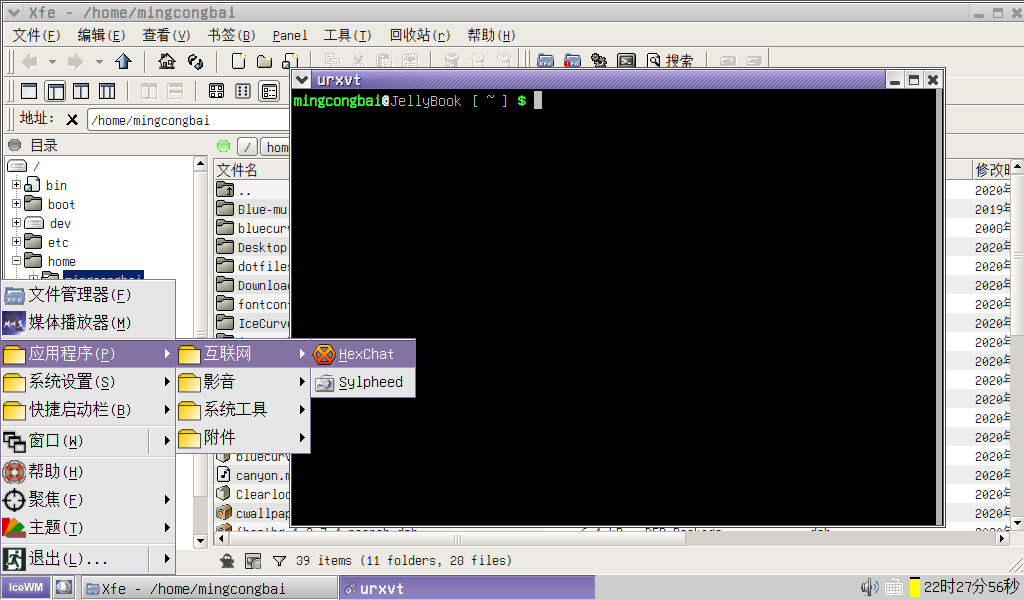 Xfe - /home/mingcongbai
文件(F) 编辑(E) 查看(V) 书签(B) Panel 工具(T) 回收站(r) 帮助(H)
搜索
地址: /home/mingcongbai
urxvt
mingcongbai@JellyBook [ ~ ] $
目录
/
bin
boot
dev
etc
home
/ hom
文件名 修改时
.. 2020年
Blue-mu 2019年
bluecurv 2008年
Desktop 2020年
dotfiles 2020年
Download 2020年
fontcon 2020年
IceCurve 2020年
2020年
2020年
2020年
2020年
2020年
2020年
bluecurv 2020年
canyon.m 2020年
Clearloo 2020年
cwallpap 2020年
文件管理器(F)
媒体播放器(M)
应用程序(P)
系统设置(S)
快捷启动栏(B)
窗口(W)
帮助(H)
聚焦(F)
主题(T)
退出(L)...
互联网
影音
系统工具
附件
HexChat
Sylpheed
39 items (11 folders, 28 files)
IceWM
Xfe - /home/mingcongbai
urxvt
22时27分56秒